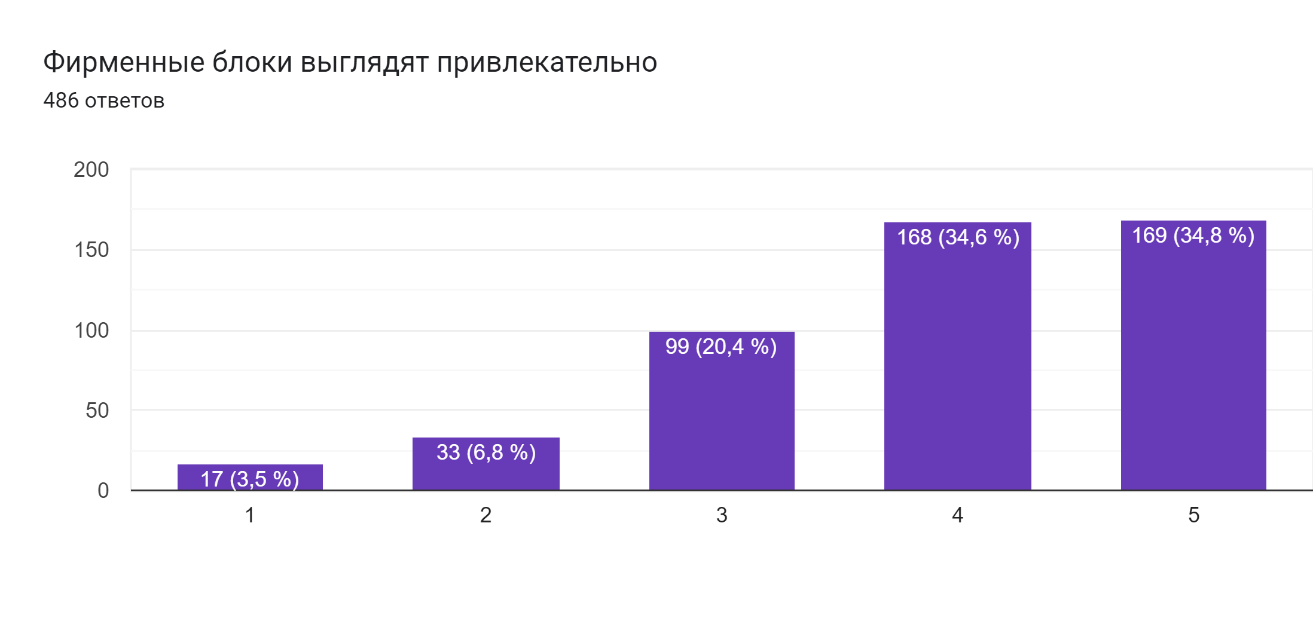 Фирменные блоки выглядят привлекательно
486 ответов
200
150
100
50
0
17 (3,5 %)
33 (6,8 %)
99 (20,4 %)
168 (34,6 %)
169 (34,8 %)
1 2 3 4 5